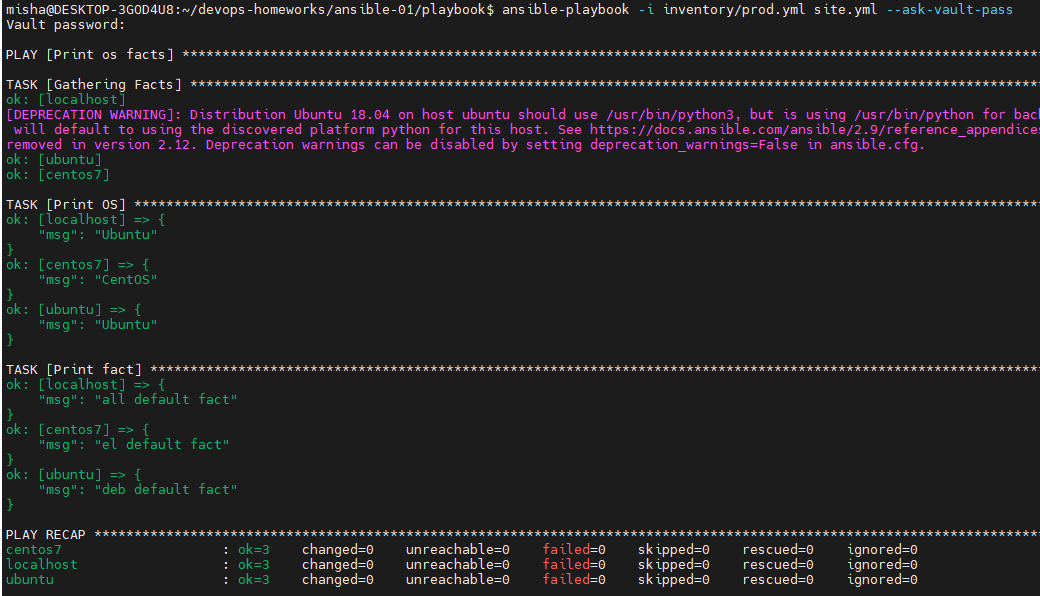 misha@DESKTOP-3GOD4U8:~/devops-homeworks/ansible-01/playbook$ ansible-playbook -i inventory/prod.yml site.yml --ask-vault-pass
Vault password:
PLAY [Print os facts] ***********************************************************************************************************
TASK [Gathering Facts] **********************************************************************************************************
ok: [localhost]
[DEPRECATION WARNING]: Distribution Ubuntu 18.04 on host ubuntu should use /usr/bin/python3, but is using /usr/bin/python for
will default to using the discovered platform python for this host. See https://docs.ansible.com/ansible/2.9/reference_appendices
removed in version 2.12. Deprecation warnings can be disabled by setting deprecation_warnings=False in ansible.cfg.
ok: [ubuntu]
ok: [centos7]
TASK [Print OS] *****************************************************************************************************************
ok: [localhost] => {
    "msg": "Ubuntu"
}
ok: [centos7] => {
    "msg": "CentOS"
}
ok: [ubuntu] => {
    "msg": "Ubuntu"
}
TASK [Print fact] ***************************************************************************************************************
ok: [localhost] => {
    "msg": "all default fact"
}
ok: [centos7] => {
    "msg": "el default fact"
}
ok: [ubuntu] => {
    "msg": "deb default fact"
}
PLAY RECAP **********************************************************************************************************************
centos7                    : ok=3    changed=0    unreachable=0    failed=0    skipped=0    rescued=0    ignored=0
localhost                  : ok=3    changed=0    unreachable=0    failed=0    skipped=0    rescued=0    ignored=0
ubuntu                     : ok=3    changed=0    unreachable=0    failed=0    skipped=0    rescued=0    ignored=0